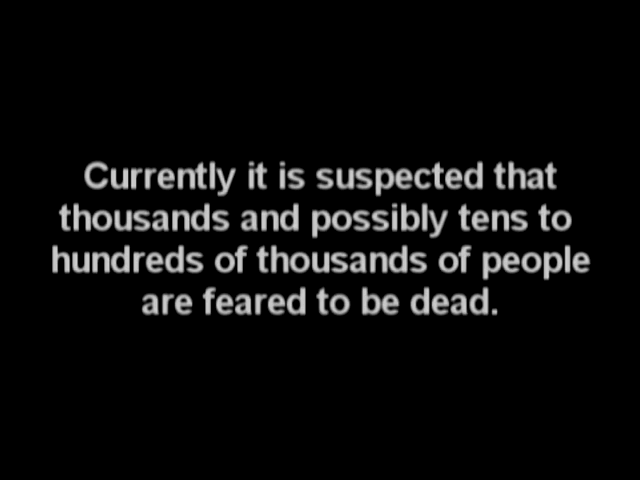 Currently it is suspected that
thousands and possibly tens to
hundreds of thousands of people
are feared to be dead.